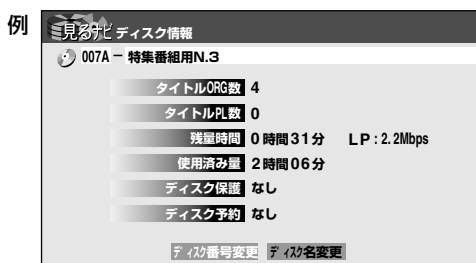 例
見るナビ ディスク情報
007A － 特集番組用N.3
タイトルORG数 4
タイトルPL数 0
残量時間 0時間31分 LP:2.2Mbps
使用済み量 2時間06分
ディスク保護 なし
ディスク予約 なし
ディスク番号変更 ディスク名変更